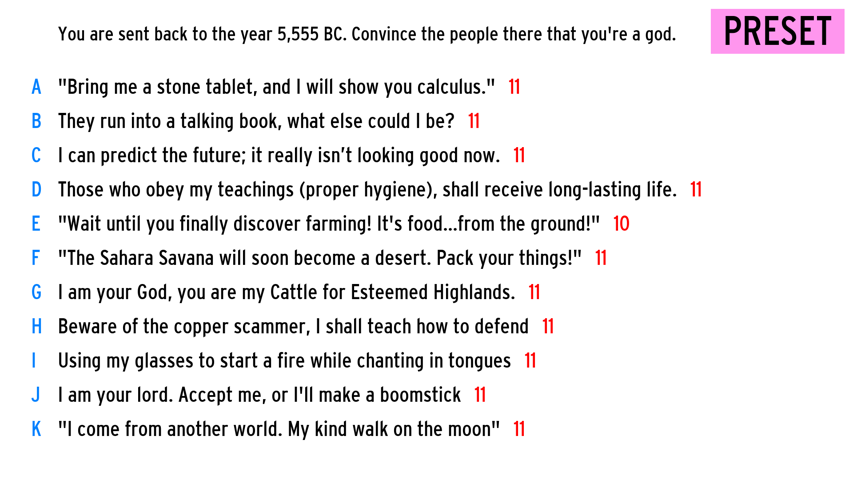 You are sent back to the year 5,555 BC. Convince the people there that you're a god.
PRESET
A "Bring me a stone tablet, and I will show you calculus." 11
B They run into a talking book, what else could I be? 11
C I can predict the future; it really isn’t looking good now. 11
D Those who obey my teachings (proper hygiene), shall receive long-lasting life. 11
E "Wait until you finally discover farming! It's food...from the ground!" 10
F "The Sahara Savana will soon become a desert. Pack your things!" 11
G I am your God, you are my Cattle for Esteemed Highlands. 11
H Beware of the copper scammer, I shall teach how to defend 11
I Using my glasses to start a fire while chanting in tongues 11
J I am your lord. Accept me, or I'll make a boomstick 11
K "I come from another world. My kind walk on the moon" 11